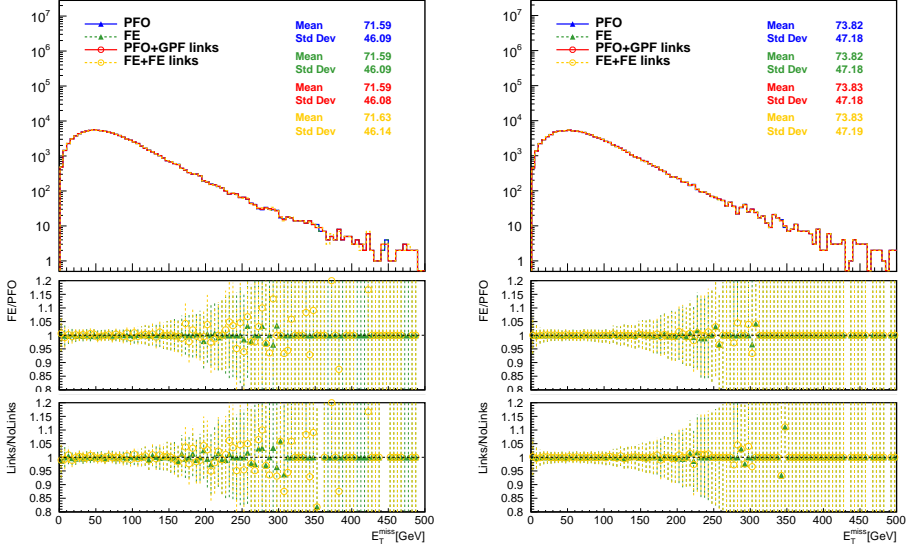 10^7
10^6
10^5
10^4
10^3
10^2
10
1
PFO
FE
PFO+GPF links
FE+FE links
Mean 71.59
Std Dev 46.09
Mean 71.59
Std Dev 46.09
Mean 71.59
Std Dev 46.08
Mean 71.63
Std Dev 46.14
FE/PFO
1.2
1.15
1.1
1.05
1
0.95
0.9
0.85
0.8
Links/NoLinks
1.2
1.15
1.1
1.05
1
0.95
0.9
0.85
0.8
0 50 100 150 200 250 300 350 400 450 500
E_T^miss[GeV]
10^7
10^6
10^5
10^4
10^3
10^2
10
1
PFO
FE
PFO+GPF links
FE+FE links
Mean 73.82
Std Dev 47.18
Mean 73.82
Std Dev 47.18
Mean 73.83
Std Dev 47.18
Mean 73.83
Std Dev 47.19
FE/PFO
1.2
1.15
1.1
1.05
1
0.95
0.9
0.85
0.8
Links/NoLinks
1.2
1.15
1.1
1.05
1
0.95
0.9
0.85
0.8
0 50 100 150 200 250 300 350 400 450 500
E_T^miss[GeV]